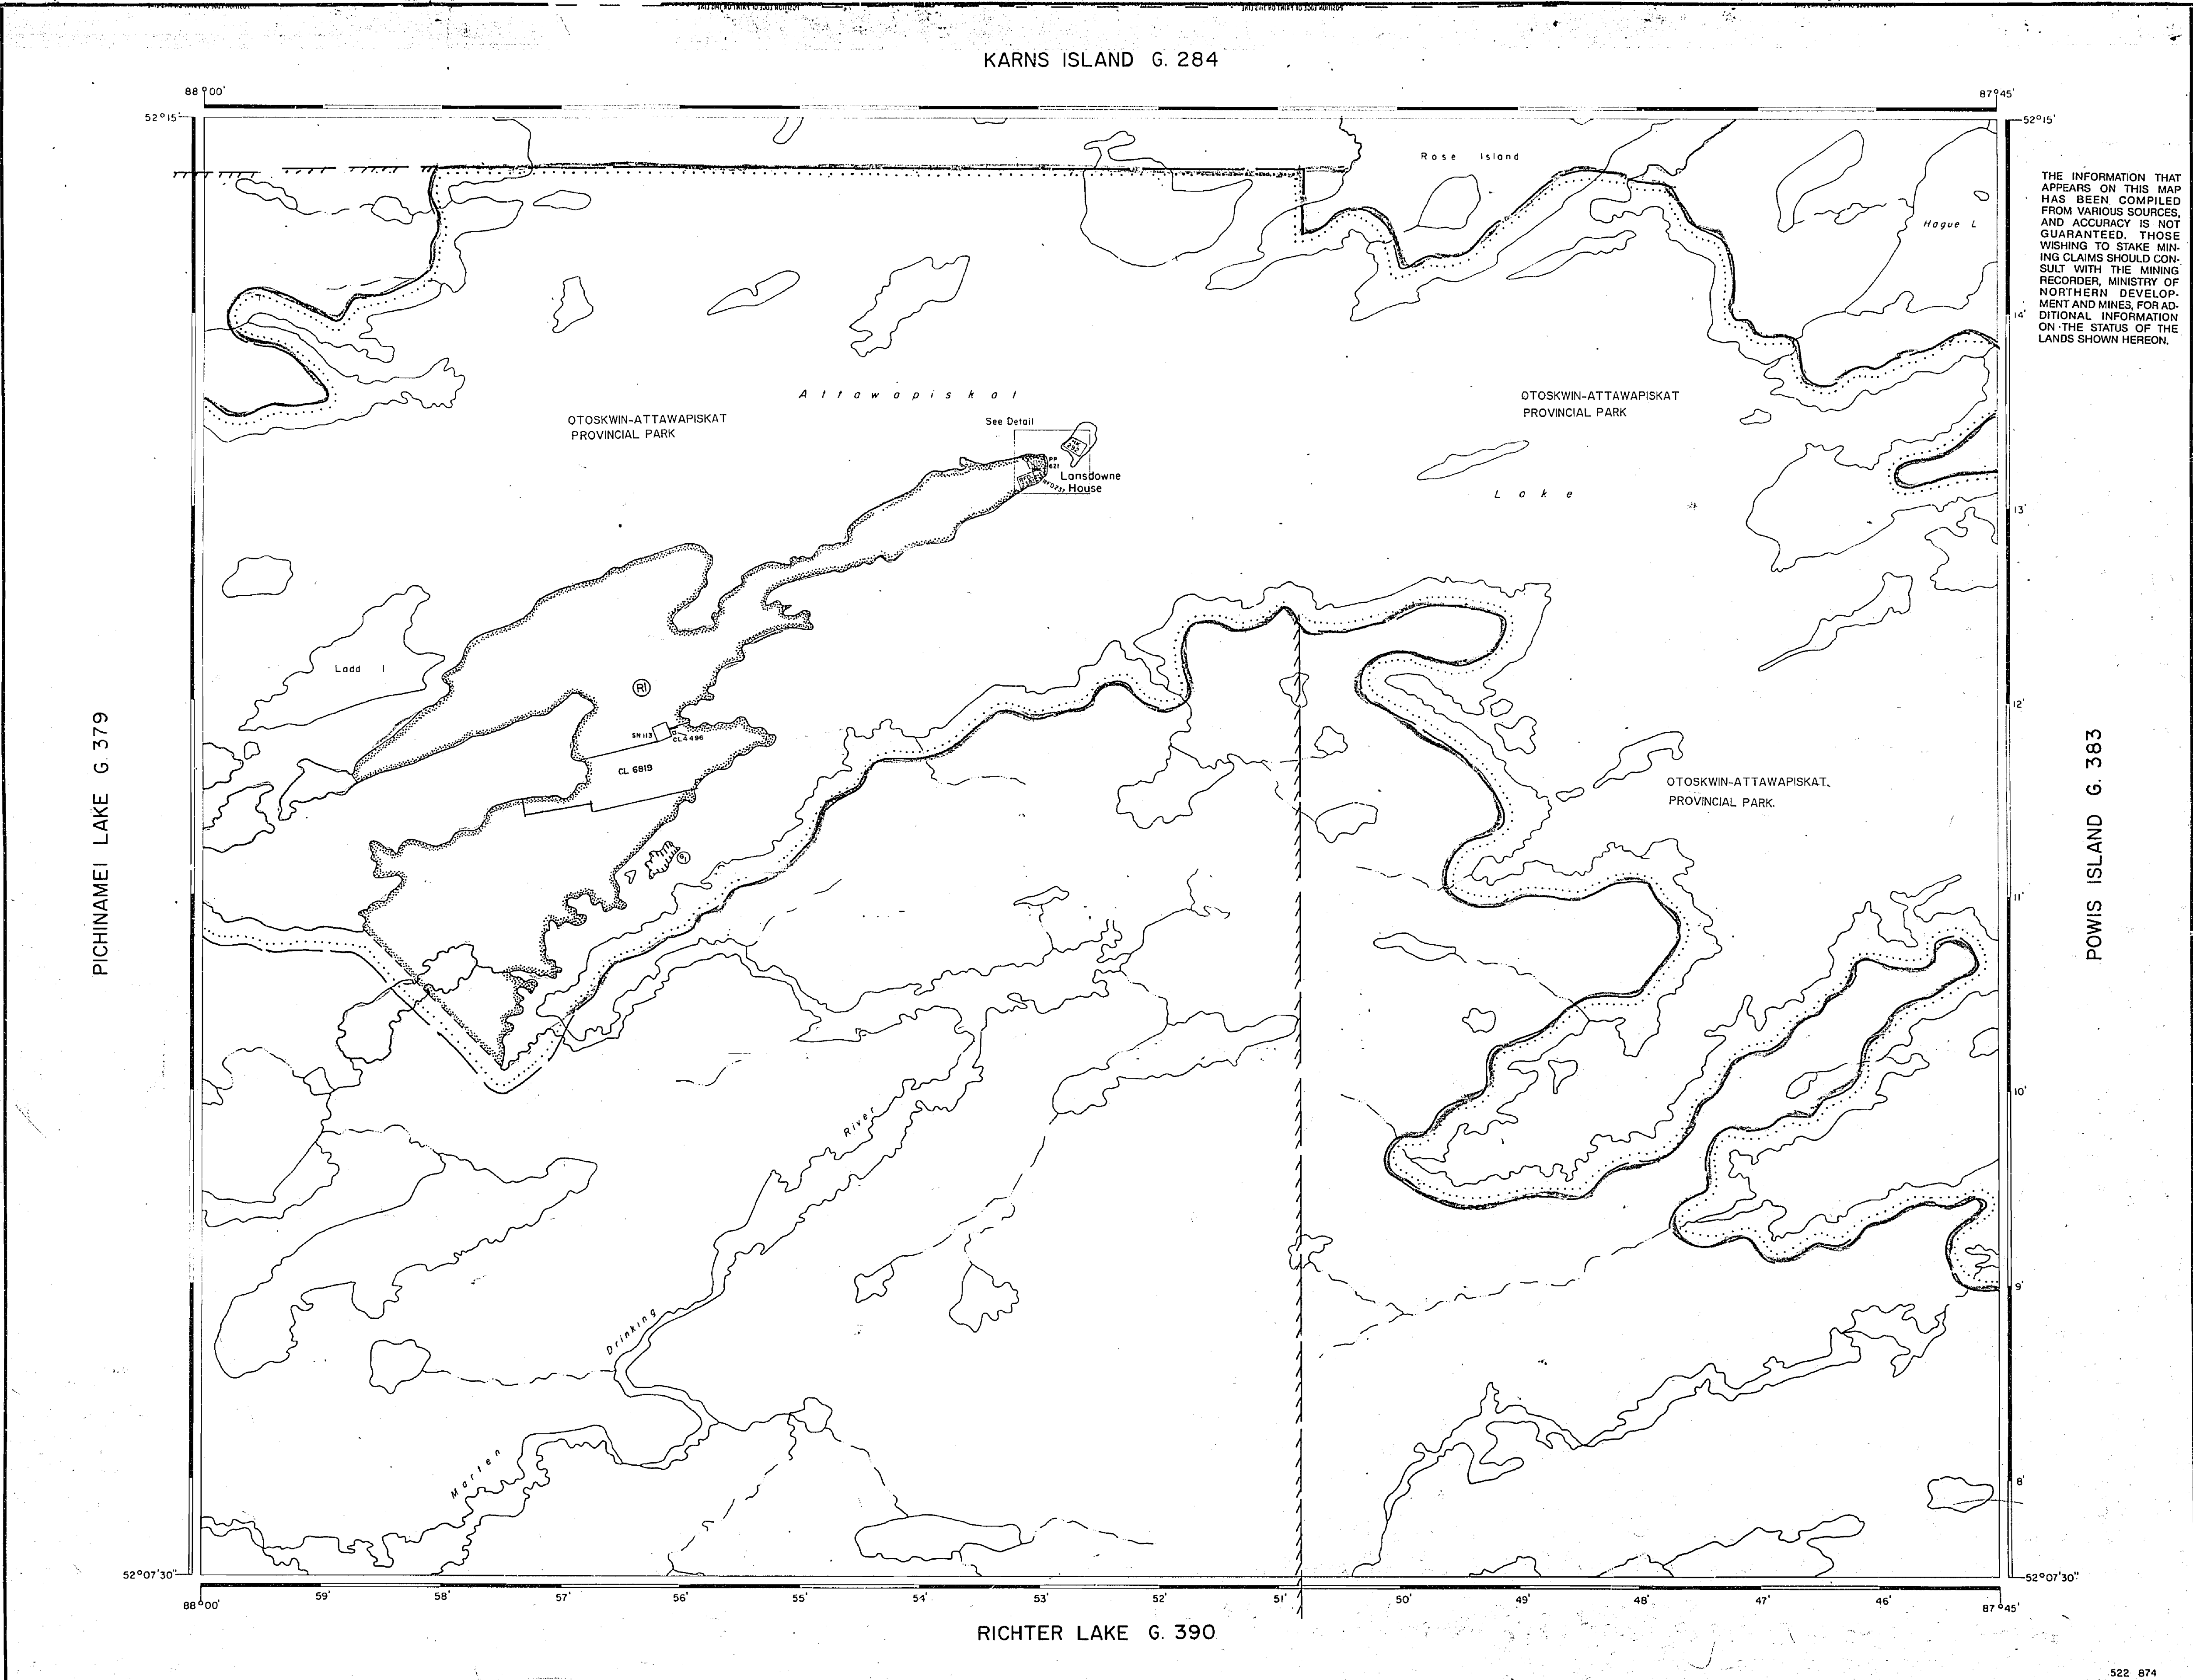 KARNS ISLAND G. 284
88°00'
87°45'
52°15'
52°15'
Rose Island
Hague L
THE INFORMATION THAT
APPEARS ON THIS MAP
HAS BEEN COMPILED
FROM VARIOUS SOURCES,
AND ACCURACY IS NOT
GUARANTEED. THOSE
WISHING TO STAKE MIN-
ING CLAIMS SHOULD CON-
SULT WITH THE MINING
RECORDER, MINISTRY OF
NORTHERN DEVELOP-
MENT AND MINES, FOR AD-
DITIONAL INFORMATION
ON THE STATUS OF THE
LANDS SHOWN HEREON.
14'
Attawapiskat
OTOSKWIN-ATTAWAPISKAT
PROVINCIAL PARK
OTOSKWIN-ATTAWAPISKAT
PROVINCIAL PARK
See Detail
PP
621
Lansdowne
House
Lake
13'
Ladd I
R1
12'
SN 113
CL 4496
CL 6819
OTOSKWIN-ATTAWAPISKAT
PROVINCIAL PARK.
PICHINAMEI LAKE G. 379
POWIS ISLAND G. 383
11'
10'
River
9'
Drinking
Marten
8'
52°07'30"
52°07'30"
88°00'
59'
58'
57'
56'
55'
54'
53'
52'
51'
50'
49'
48'
47'
46'
87°45'
RICHTER LAKE G. 390
522 874